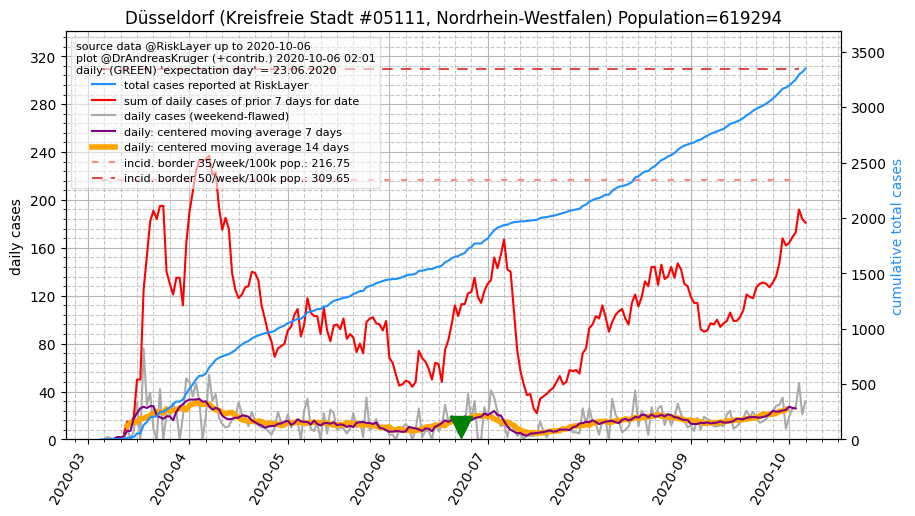 Düsseldorf (Kreisfreie Stadt #05111, Nordrhein-Westfalen) Population=619294
source data @RiskLayer up to 2020-10-06
plot @DrAndreasKruger (+contrib.) 2020-10-06 02:01
daily: (GREEN) 'expectation day' = 23.06.2020
total cases reported at RiskLayer
sum of daily cases of prior 7 days for date
daily cases (weekend-flawed)
daily: centered moving average 7 days
daily: centered moving average 14 days
incid. border 35/week/100k pop.: 216.75
incid. border 50/week/100k pop.: 309.65
daily cases
320
280
240
200
160
120
80
40
0
3500
3000
2500
2000
1500
1000
500
0
cumulative total cases
2020-03
2020-04
2020-05
2020-06
2020-07
2020-08
2020-09
2020-10